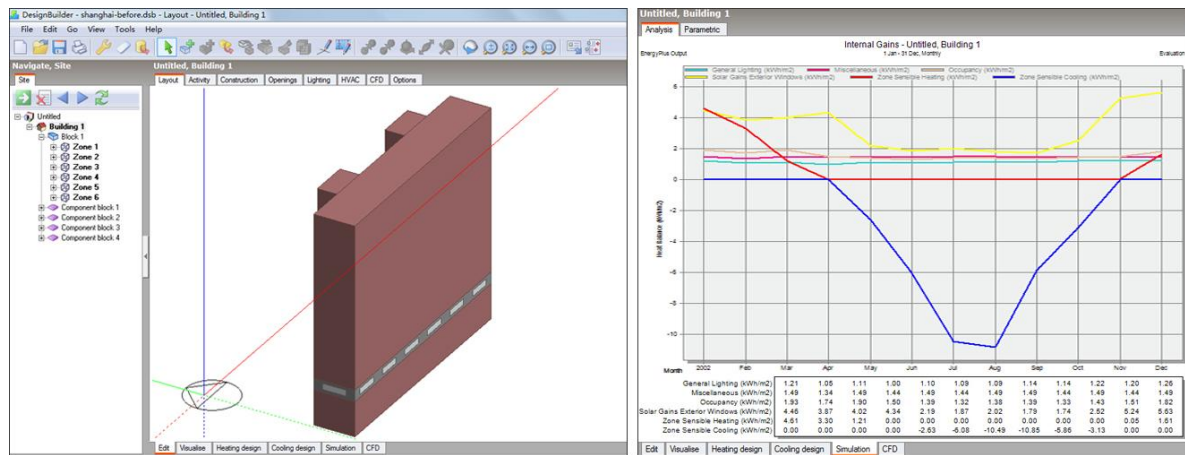 DesignBuilder - shanghai-before.dsb - Layout - Untitled, Building 1
File Edit Go View Tools Help
Navigate, Site
Site
Untitled
Building 1
Block 1
Zone 1
Zone 2
Zone 3
Zone 4
Zone 5
Zone 6
Component block 1
Component block 2
Component block 3
Component block 4
Untitled, Building 1
Layout Activity Construction Openings Lighting HVAC CFD Options
Edit Visualise Heating design Cooling design Simulation CFD
Untitled, Building 1
Analysis Parametric
Internal Gains - Untitled, Building 1
EnergyPlus Output 1 Jan - 31 Dec, Monthly Evaluation
General Lighting (kWh/m2) Miscellaneous (kWh/m2) Occupancy (kWh/m2)
Solar Gains Exterior Windows (kWh/m2) Zone Sensible Heating (kWh/m2) Zone Sensible Cooling (kWh/m2)
6
4
2
0
-2
-4
-6
-8
-10
Heat Balance (kWh/m2)
Month 2002 Feb Mar Apr May Jun Jul Aug Sep Oct Nov Dec
General Lighting (kWh/m2) 1.21 1.05 1.11 1.00 1.10 1.09 1.09 1.14 1.14 1.22 1.20 1.26
Miscellaneous (kWh/m2) 1.49 1.34 1.49 1.44 1.49 1.44 1.49 1.49 1.44 1.49 1.44 1.49
Occupancy (kWh/m2) 1.93 1.74 1.90 1.50 1.39 1.32 1.38 1.39 1.33 1.43 1.51 1.82
Solar Gains Exterior Windows (kWh/m2) 4.46 3.87 4.02 4.34 2.19 1.87 2.02 1.79 1.74 2.52 5.24 5.63
Zone Sensible Heating (kWh/m2) 4.61 3.30 1.21 0.00 0.00 0.00 0.00 0.00 0.00 0.00 0.05 1.61
Zone Sensible Cooling (kWh/m2) 0.00 0.00 0.00 0.00 -2.63 -6.08 -10.49 -10.85 -5.86 -3.13 0.00 0.00
Edit Visualise Heating design Cooling design Simulation CFD